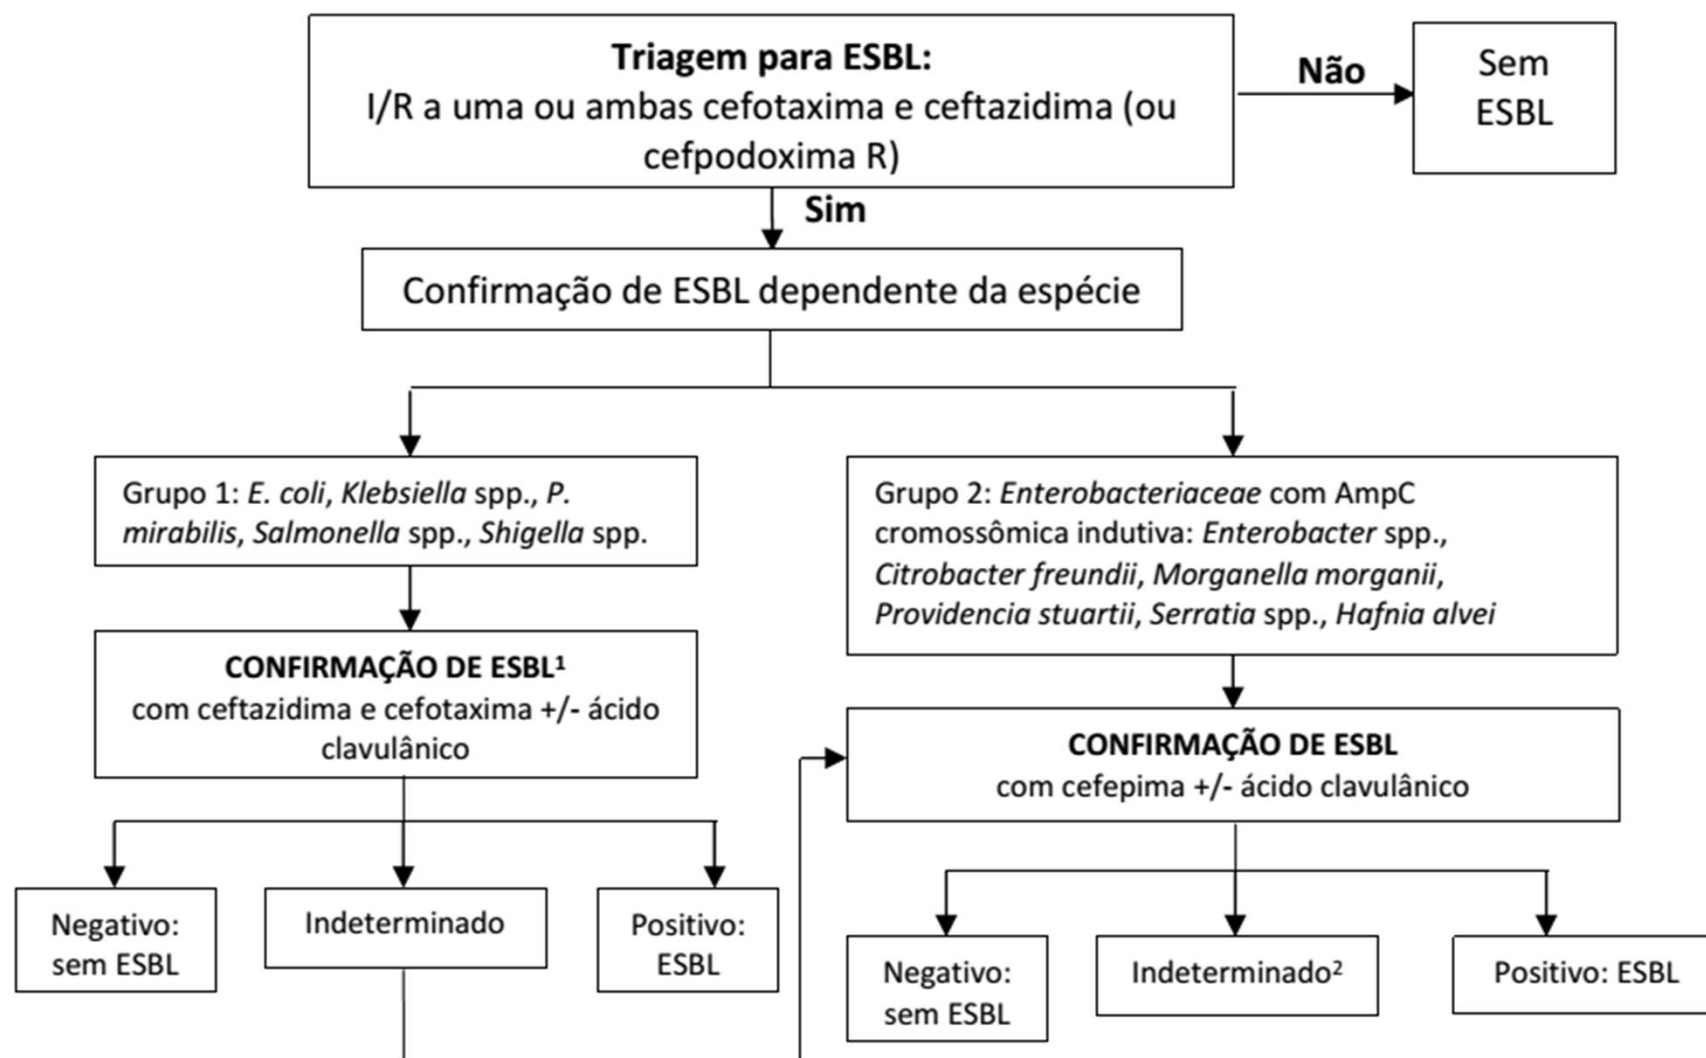 Triagem para ESBL:
I/R a uma ou ambas cefotaxima e ceftazidima (ou
cefpodoxima R)
Não
Sem
ESBL
Sim
Confirmação de ESBL dependente da espécie
Grupo 1: E. coli, Klebsiella spp., P.
mirabilis, Salmonella spp., Shigella spp.
Grupo 2: Enterobacteriaceae com AmpC
cromossômica indutiva: Enterobacter spp.,
Citrobacter freundii, Morganella morganii,
Providencia stuartii, Serratia spp., Hafnia alvei
CONFIRMAÇÃO DE ESBL¹
com ceftazidima e cefotaxima +/- ácido
clavulânico
CONFIRMAÇÃO DE ESBL
com cefepima +/- ácido clavulânico
Negativo:
sem ESBL
Indeterminado
Positivo:
ESBL
Negativo:
sem ESBL
Indeterminado²
Positivo: ESBL